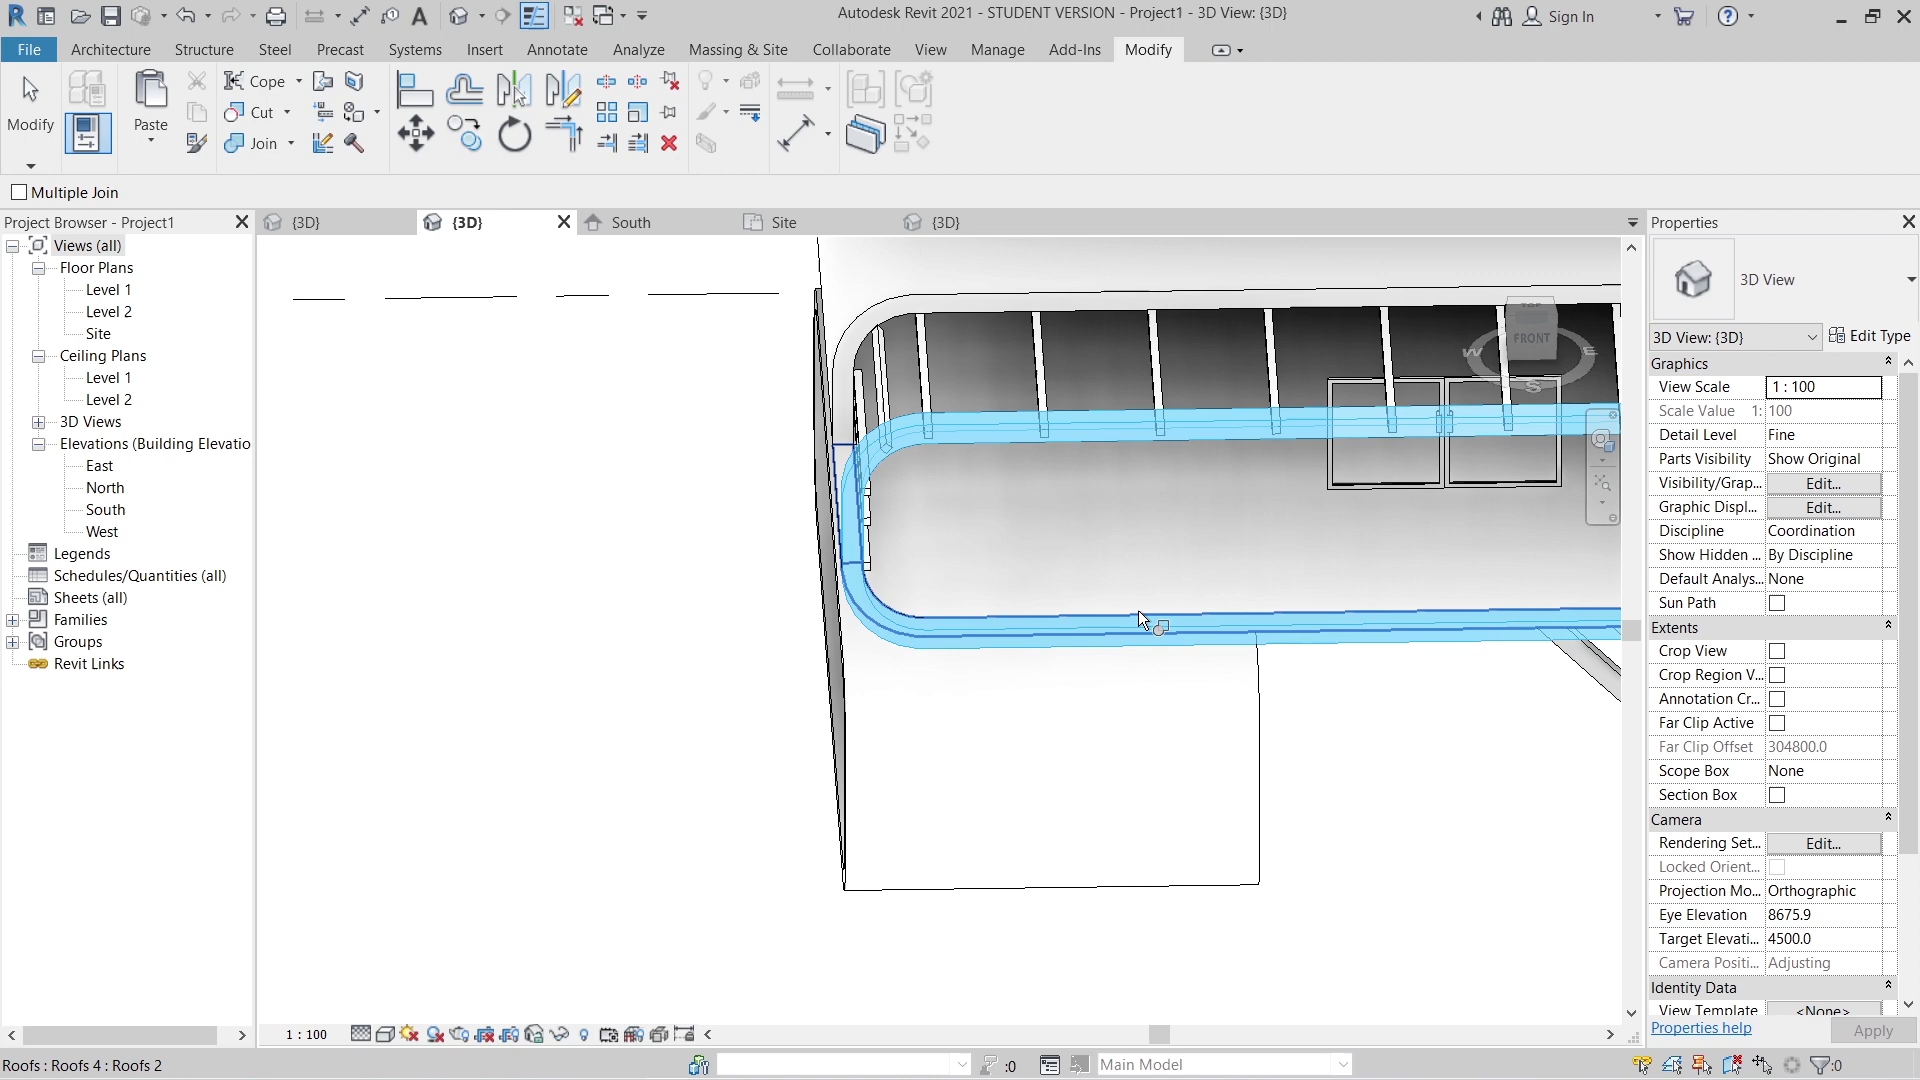 Autodesk Revit 2021 - STUDENT VERSION - Project1 - 3D View: {3D}
Sign In
File Architecture Structure Steel Precast Systems Insert Annotate Analyze Massing & Site Collaborate View Manage Add-Ins Modify
Modify
Paste
Cope
Cut
Join
Multiple Join
Project Browser - Project1
{3D} {3D} South Site {3D}
Views (all)
Floor Plans
Level 1
Level 2
Site
Ceiling Plans
Level 1
Level 2
3D Views
Elevations (Building Elevatio
East
North
South
West
Legends
Schedules/Quantities (all)
Sheets (all)
Families
Groups
Revit Links
TOP
FRONT
W
E
S
Properties
3D View
3D View: {3D} Edit Type
Graphics
View Scale 1 : 100
Scale Value 1: 100
Detail Level Fine
Parts Visibility Show Original
Visibility/Grap... Edit...
Graphic Displ... Edit...
Discipline Coordination
Show Hidden ... By Discipline
Default Analys... None
Sun Path
Extents
Crop View
Crop Region V...
Annotation Cr...
Far Clip Active
Far Clip Offset 304800.0
Scope Box None
Section Box
Camera
Rendering Set... Edit...
Locked Orient...
Projection Mo... Orthographic
Eye Elevation 8675.9
Target Elevati... 4500.0
Camera Positi... Adjusting
Identity Data
View Template <None>
Properties help Apply
1 : 100
Roofs : Roofs 4 : Roofs 2
:0
Main Model
:0